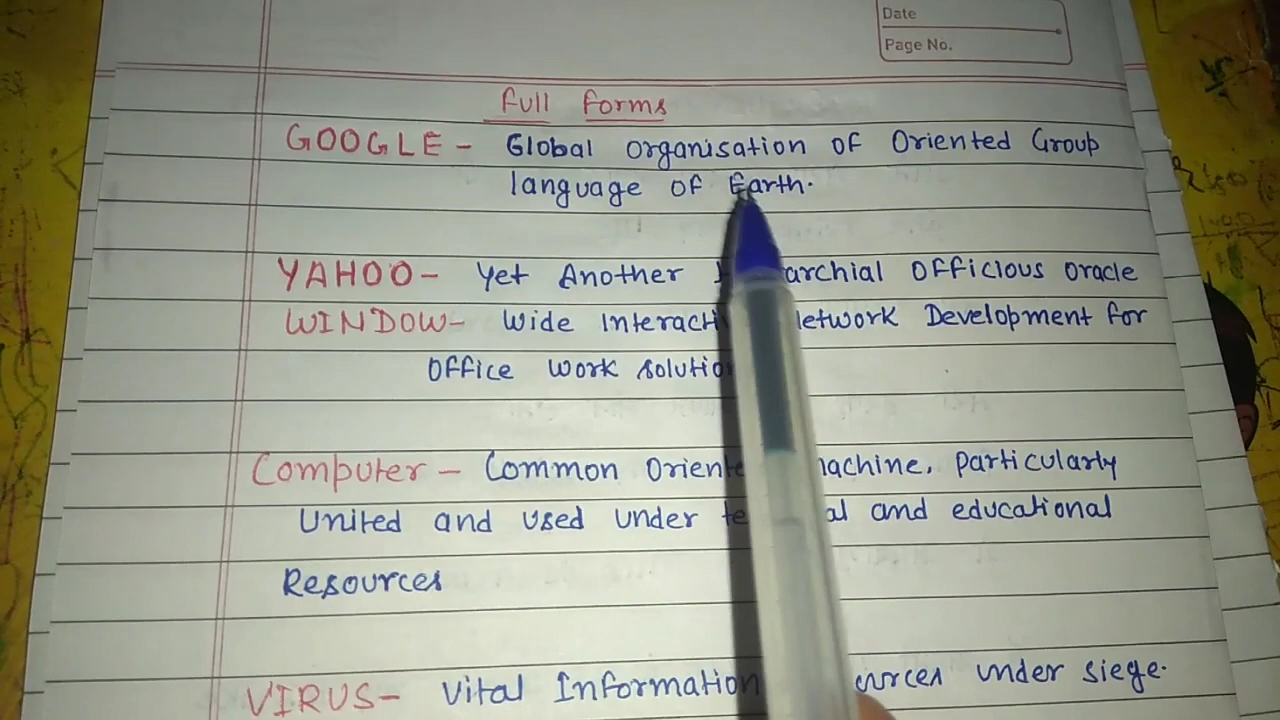 Date
Page No.
Full Forms
GOOGLE - Global organisation of Oriented Group
language of Earth.
YAHOO - Yet Another archial officious oracle
WINDOW - Wide Interacti etwork Development for
office work solutio
Computer - Common Oriente achine, particularly
United and used under te al and educational
Resources
VIRUS - Vital Information urces under siege.